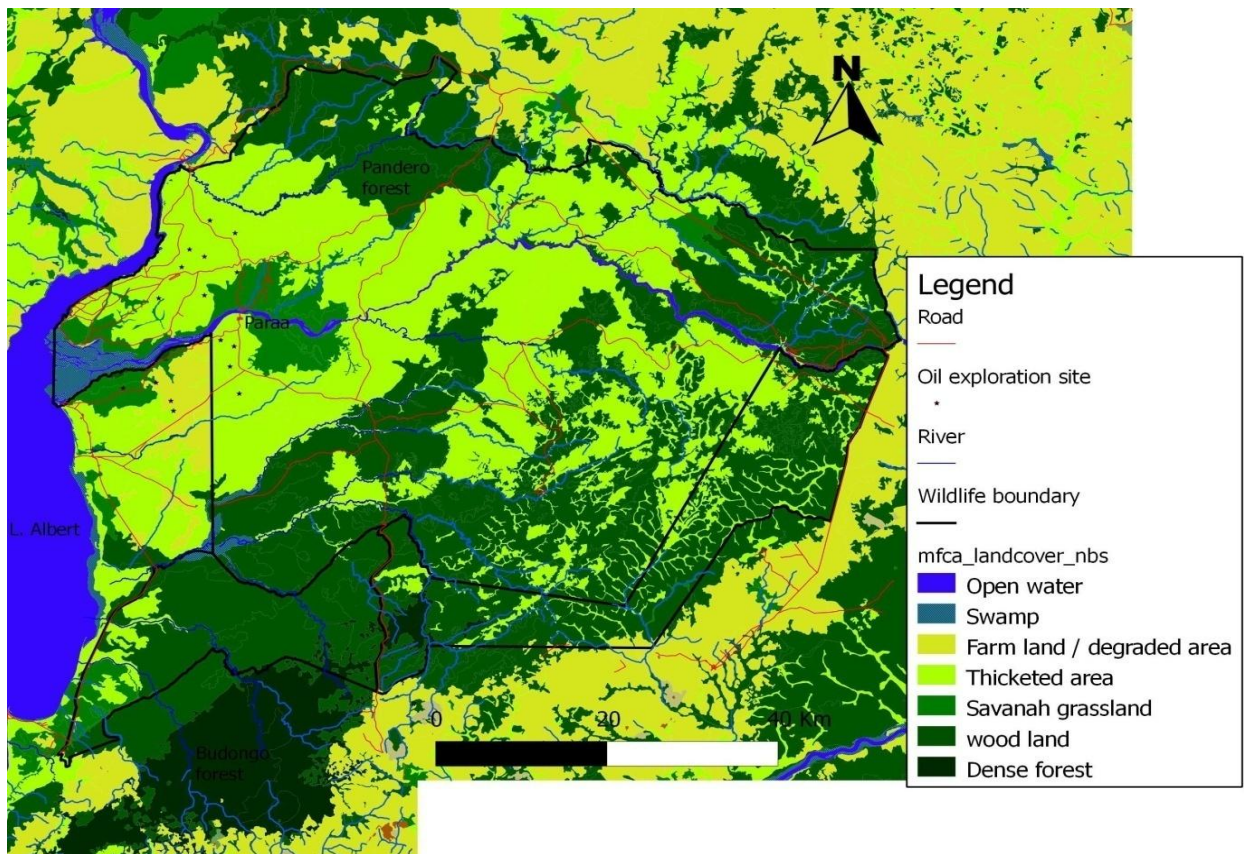 N
Pandero
forest
Paraa
L. Albert
Budongo
forest
0 20 40 Km
Legend
Road
Oil exploration site
River
Wildlife boundary
mfca_landcover_nbs
Open water
Swamp
Farm land / degraded area
Thicketed area
Savanah grassland
wood land
Dense forest